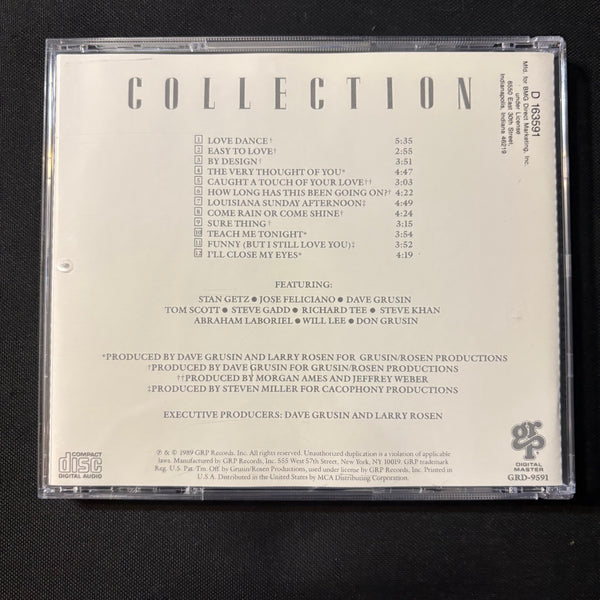 COLLECTION
1 LOVE DANCE† 5:35
2 EASY TO LOVE† 2:55
3 BY DESIGN† 3:51
4 THE VERY THOUGHT OF YOU* 4:47
5 CAUGHT A TOUCH OF YOUR LOVE†† 3:03
6 HOW LONG HAS THIS BEEN GOING ON?† 4:22
7 LOUISIANA SUNDAY AFTERNOON‡ 4:49
8 COME RAIN OR COME SHINE† 4:24
9 SURE THING† 3:15
10 TEACH ME TONIGHT* 3:54
11 FUNNY (BUT I STILL LOVE YOU)‡ 3:52
12 I'LL CLOSE MY EYES* 4:19
FEATURING:
STAN GETZ ● JOSE FELICIANO ● DAVE GRUSIN
TOM SCOTT ● STEVE GADD ● RICHARD TEE ● STEVE KHAN
ABRAHAM LABORIEL ● WILL LEE ● DON GRUSIN
*PRODUCED BY DAVE GRUSIN AND LARRY ROSEN FOR GRUSIN/ROSEN PRODUCTIONS
†PRODUCED BY DAVE GRUSIN FOR GRUSIN/ROSEN PRODUCTIONS
††PRODUCED BY MORGAN AMES AND JEFFREY WEBER
‡PRODUCED BY STEVEN MILLER FOR CACOPHONY PRODUCTIONS
EXECUTIVE PRODUCERS: DAVE GRUSIN AND LARRY ROSEN
℗ & © 1989 GRP Records, Inc. All rights reserved. Unauthorized duplication is a violation of applicable
laws. Manufactured by GRP Records, Inc. 555 West 57th Street, New York, NY 10019. GRP trademark
Reg. U.S. Pat. Tm. Off. by Grusin/Rosen Productions, used under license by GRP Records, Inc. Printed in
U.S.A. Distributed in the United States by MCA Distributing Corporation.
COMPACT
disc
DIGITAL AUDIO
grp
DIGITAL
MASTER
GRD-9591
D 163591
Mfd. for BMG Direct Marketing, Inc.
under License
6550 East 30th Street,
Indianapolis, Indiana 46219